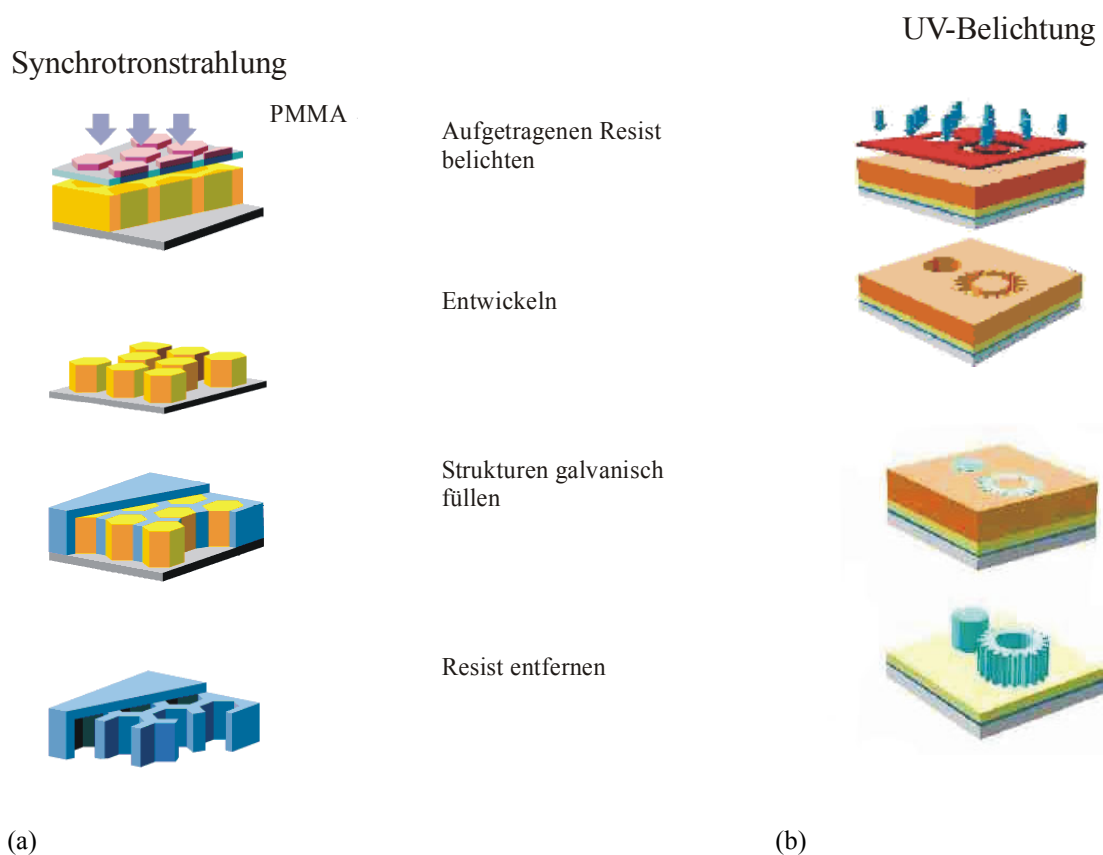 UV-Belichtung
Synchrotronstrahlung
PMMA
Aufgetragenen Resist
belichten
Entwickeln
Strukturen galvanisch
füllen
Resist entfernen
(a)
(b)